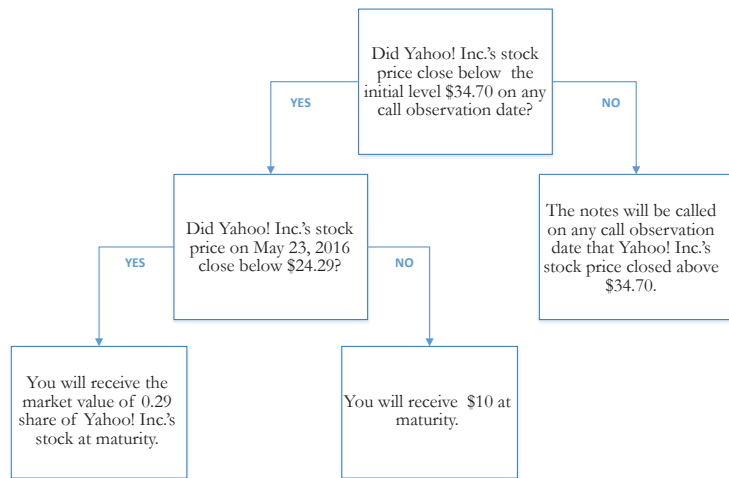 Did Yahoo! Inc.'s stock
price close below the
initial level $34.70 on any
call observation date?
YES
NO
Did Yahoo! Inc.'s stock
price on May 23, 2016
close below $24.29?
The notes will be called
on any call observation
date that Yahoo! Inc.'s
stock price closed above
$34.70.
YES
NO
You will receive the
market value of 0.29
share of Yahoo! Inc.'s
stock at maturity.
You will receive $10 at
maturity.